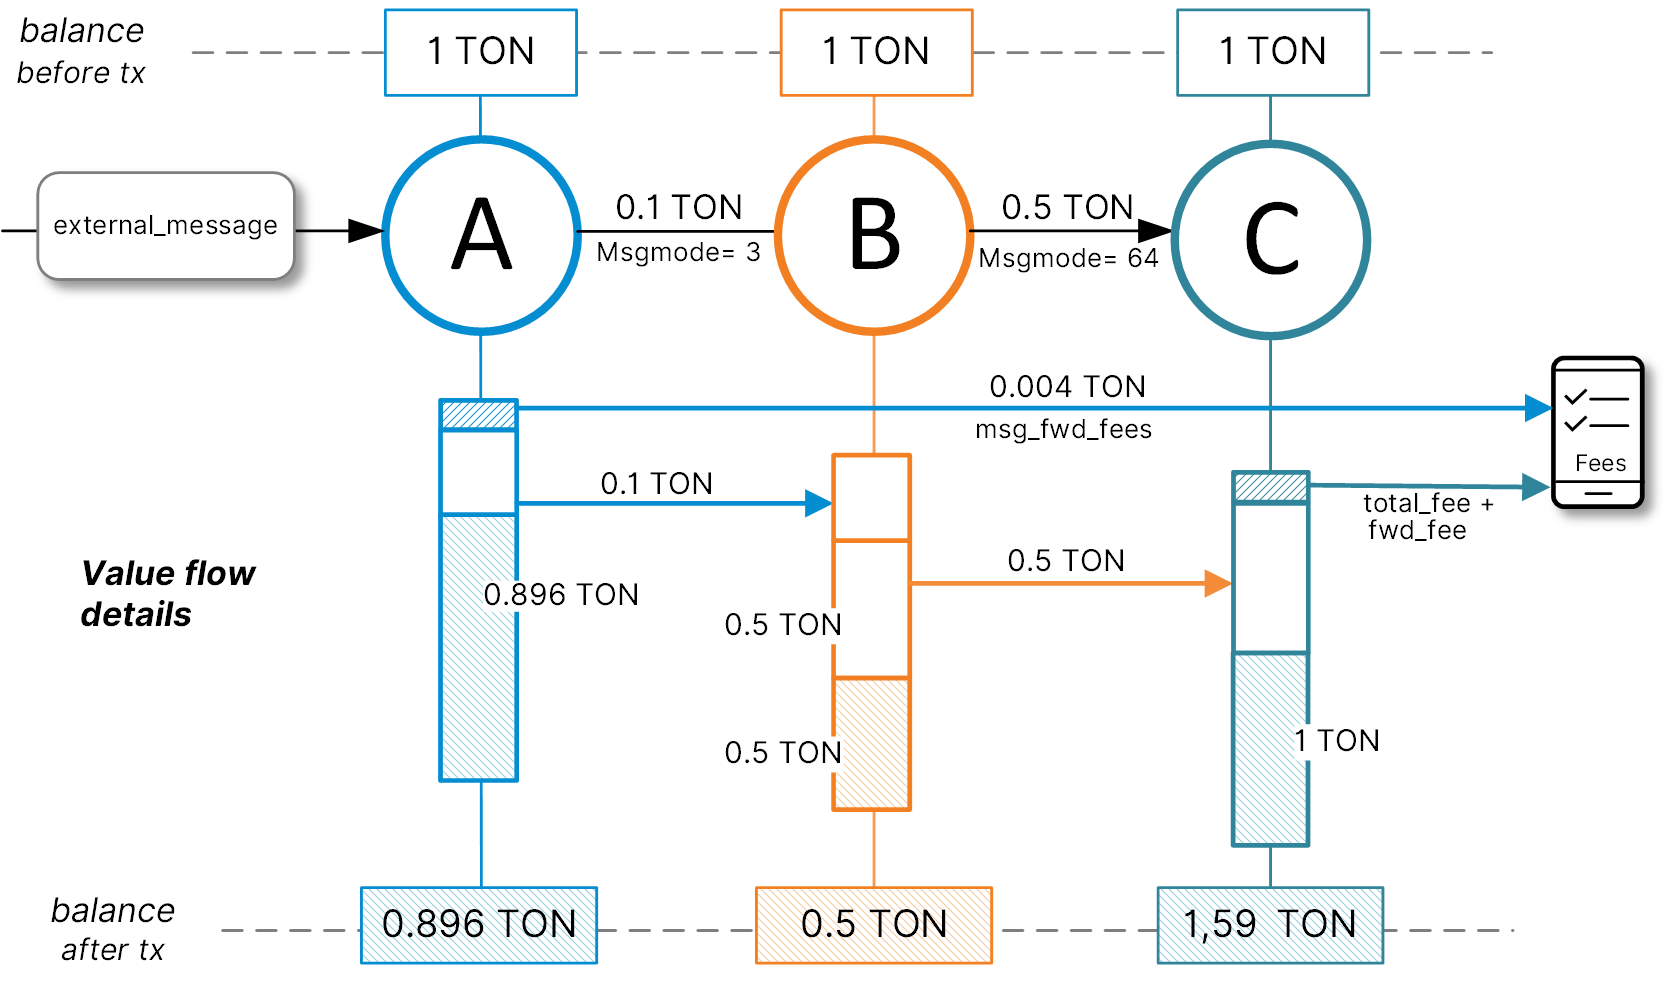 balance
before tx
1 TON
1 TON
1 TON
external_message
A
0.1 TON
Msgmode= 3
B
0.5 TON
Msgmode= 64
C
0.004 TON
msg_fwd_fees
Fees
0.1 TON
total_fee +
fwd_fee
Value flow
details
0.896 TON
0.5 TON
0.5 TON
0.5 TON
1 TON
balance
after tx
0.896 TON
0.5 TON
1,59 TON